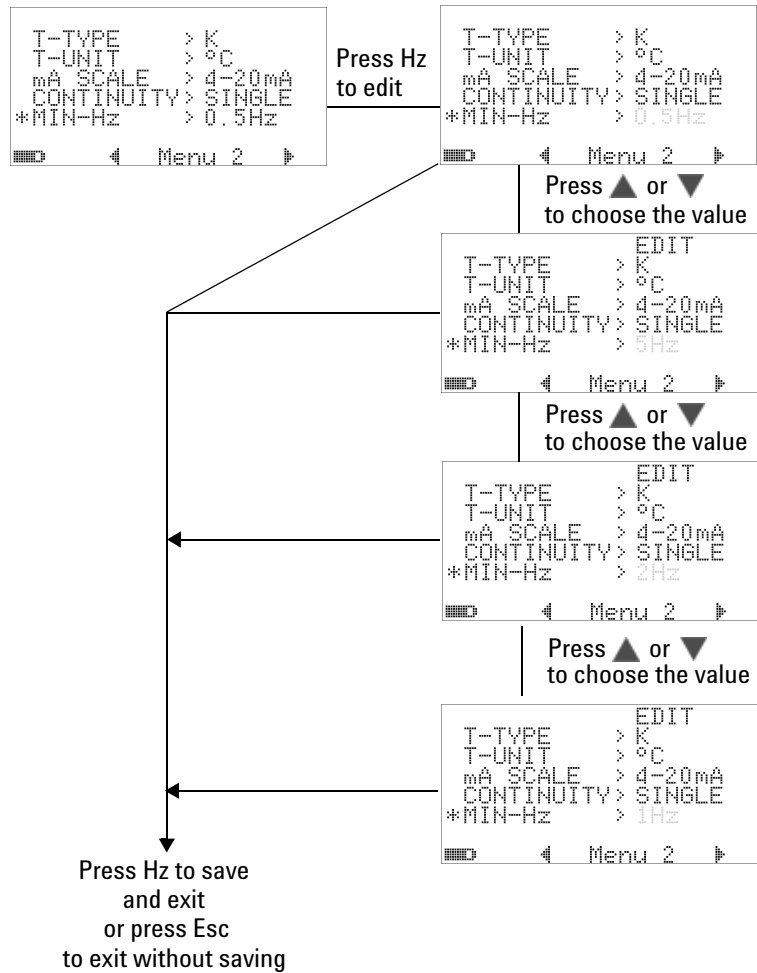 T-TYPE > K
T-UNIT > °C
mA SCALE > 4-20mA
CONTINUITY> SINGLE
*MIN-Hz > 0.5Hz
Menu 2
Press Hz
to edit
T-TYPE > K
T-UNIT > °C
mA SCALE > 4-20mA
CONTINUITY> SINGLE
*MIN-Hz > 0.5Hz
Menu 2
Press ▲ or ▼
to choose the value
EDIT
T-TYPE > K
T-UNIT > °C
mA SCALE > 4-20mA
CONTINUITY> SINGLE
*MIN-Hz > 5Hz
Menu 2
Press ▲ or ▼
to choose the value
EDIT
T-TYPE > K
T-UNIT > °C
mA SCALE > 4-20mA
CONTINUITY> SINGLE
*MIN-Hz > 2Hz
Menu 2
Press ▲ or ▼
to choose the value
EDIT
T-TYPE > K
T-UNIT > °C
mA SCALE > 4-20mA
CONTINUITY> SINGLE
*MIN-Hz > 1Hz
Menu 2
Press Hz to save
and exit
or press Esc
to exit without saving